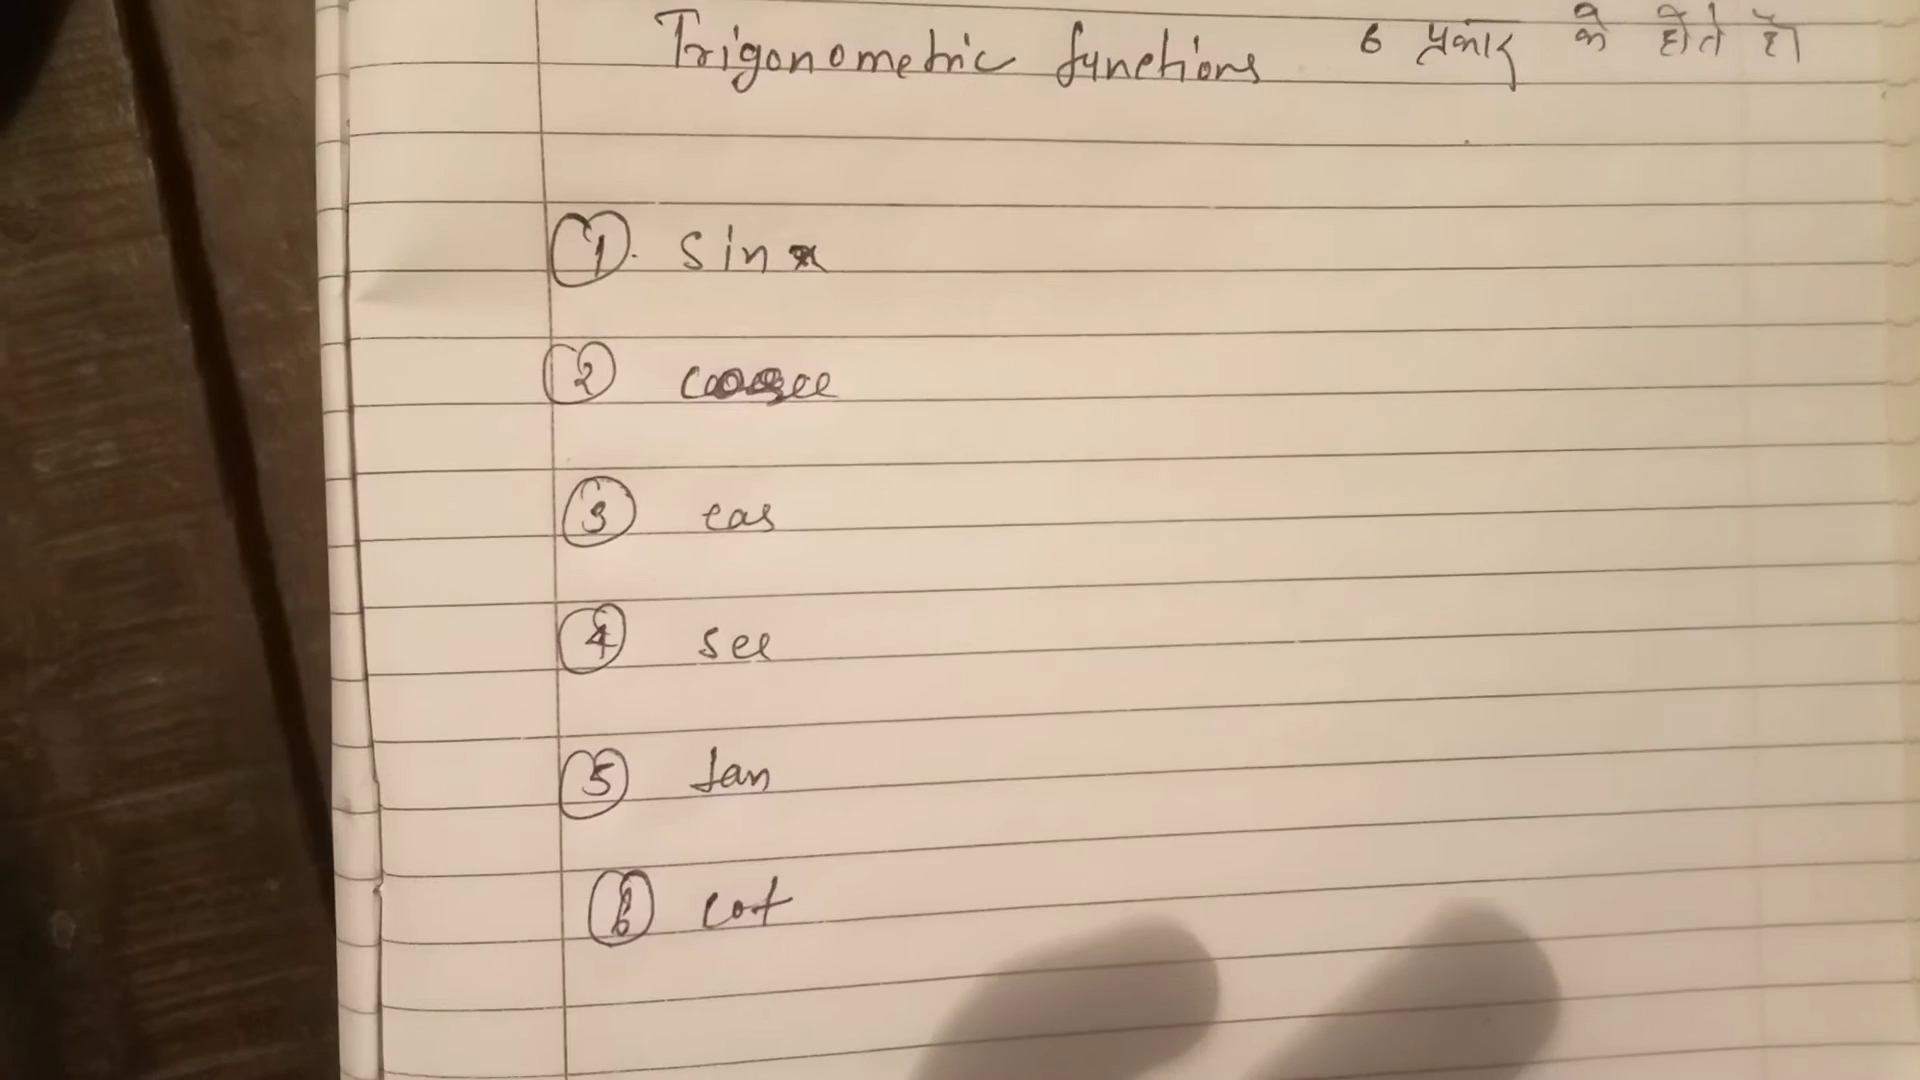 Trigonometric functions 6 प्रकार के होते है।
1. sin x
2 cosec
3 cos
4 sec
5 tan
6 cot